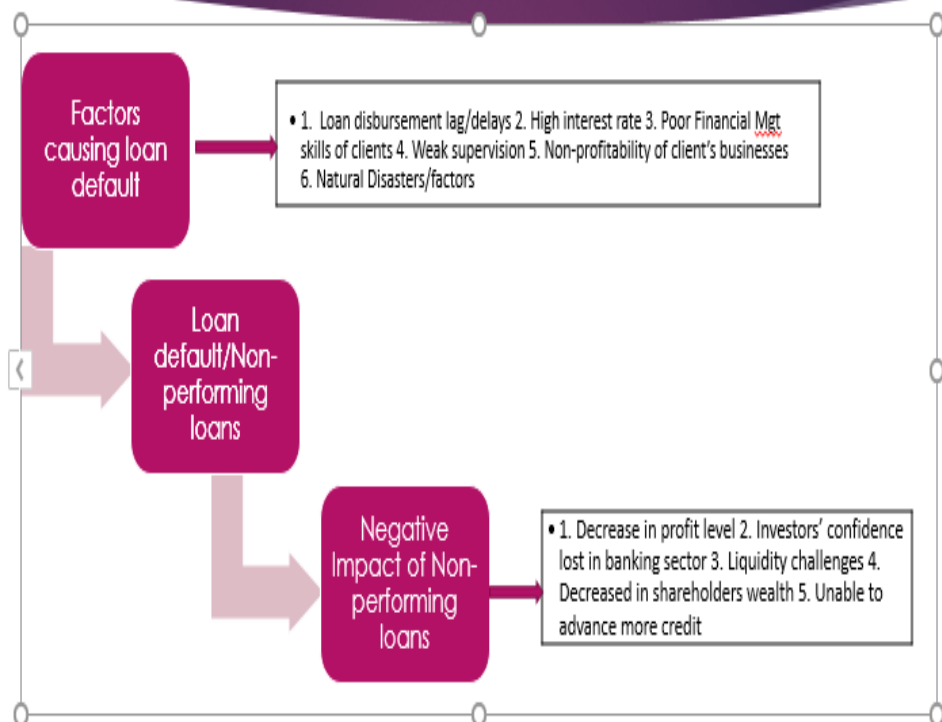 Factors
causing loan
default
• 1. Loan disbursement lag/delays 2. High interest rate 3. Poor Financial Mgt
skills of clients 4. Weak supervision 5. Non-profitability of client's businesses
6. Natural Disasters/factors
Loan
default/Non-
performing
loans
Negative
Impact of Non-
performing
loans
• 1. Decrease in profit level 2. Investors' confidence
lost in banking sector 3. Liquidity challenges 4.
Decreased in shareholders wealth 5. Unable to
advance more credit